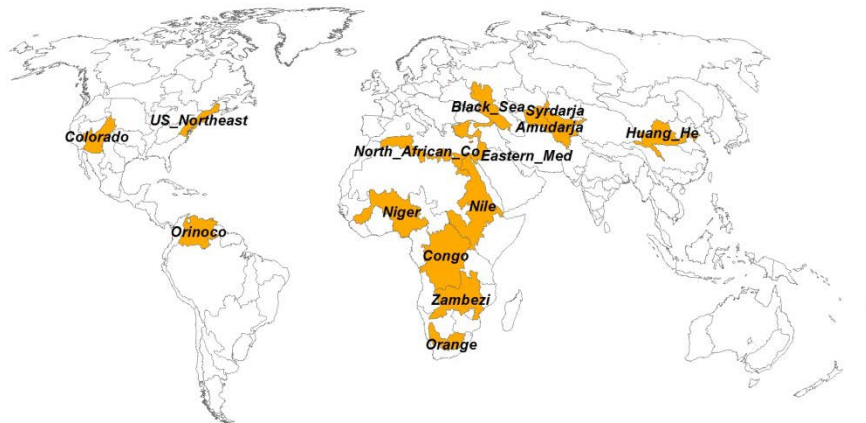 Black_Sea
Syrdarja
US_Northeast
Amudarja
Huang_He
Colorado
North_African_Co
Eastern_Med
Niger
Nile
Orinoco
Congo
Zambezi
Orange